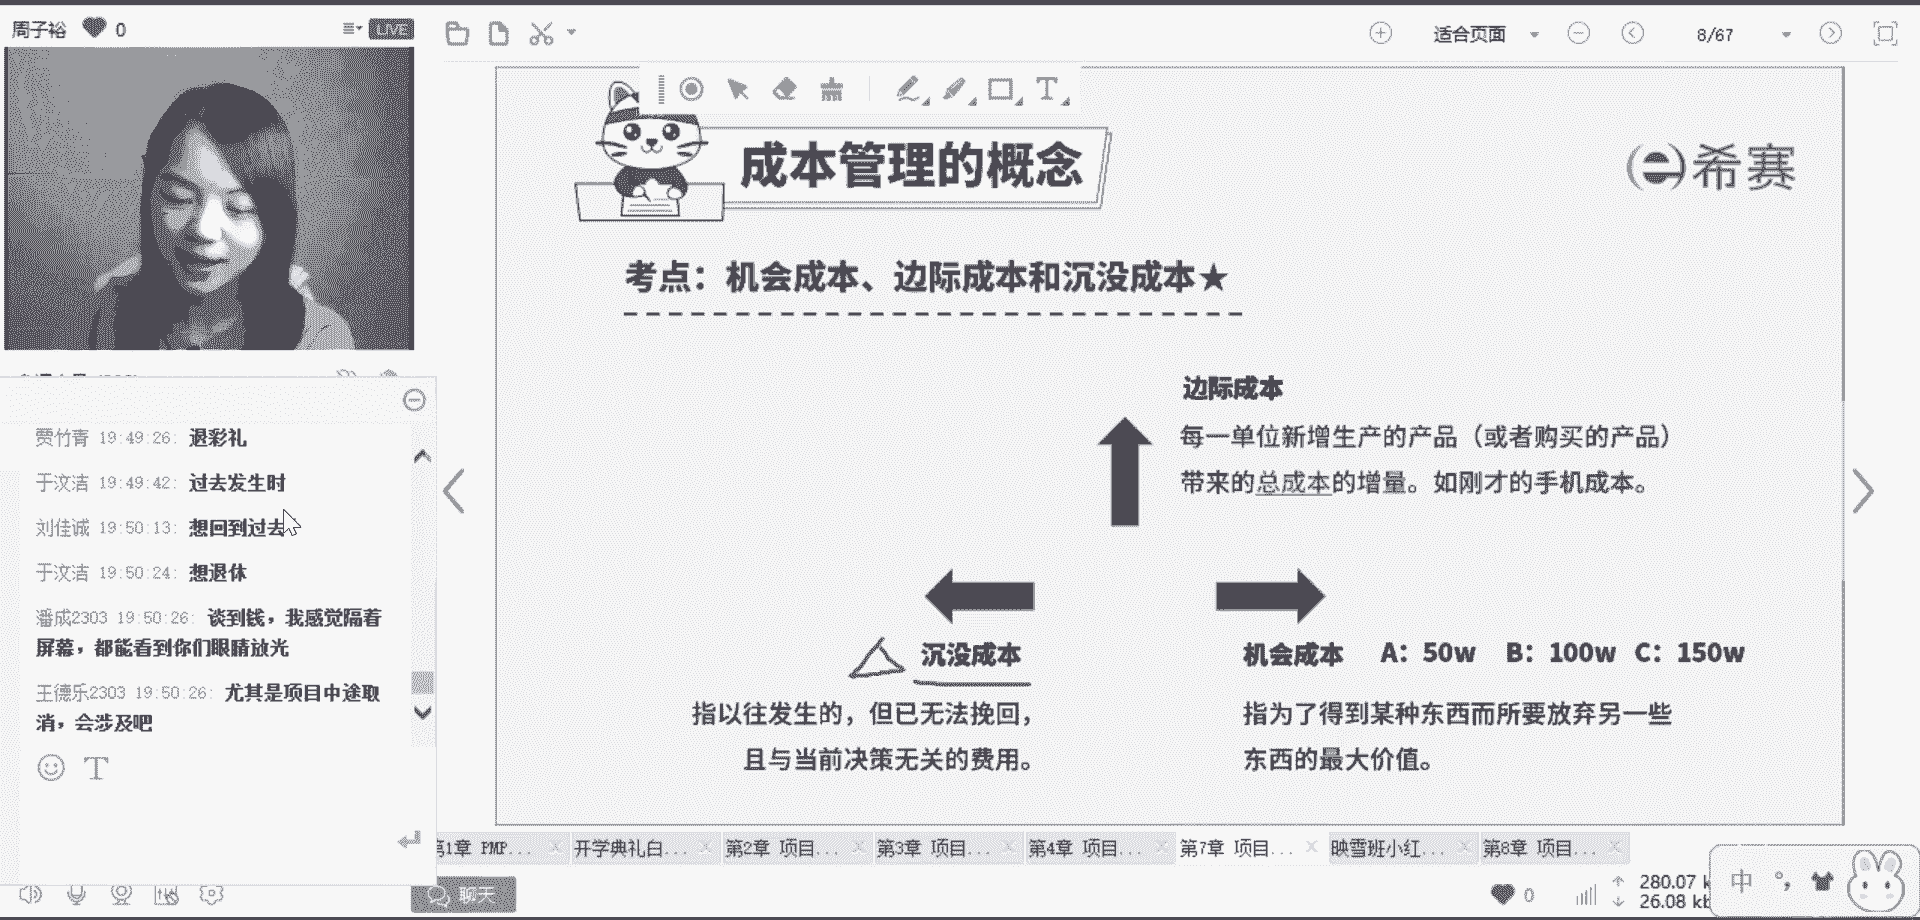 周子裕 0
LIVE
适合页面
8/67
成本管理的概念
希赛
考点：机会成本、边际成本和沉没成本★
边际成本
每一单位新增生产的产品（或者购买的产品）
带来的总成本的增量。如刚才的手机成本。
沉没成本
指以往发生的，但已无法挽回，
且与当前决策无关的费用。
机会成本 A：50w B：100w C：150w
指为了得到某种东西而所要放弃另一些
东西的最大价值。
贾竹青 19:49:26: 退彩礼
于汶洁 19:49:42: 过去发生时
刘佳诚 19:50:13: 想回到过去
于汶洁 19:50:24: 想退休
潘成2303 19:50:26: 谈到钱，我感觉隔着
屏幕，都能看到你们眼睛放光
王德乐2303 19:50:26: 尤其是项目中途取
消，会涉及吧
第1章 PMP...
开学典礼白...
第2章 项目...
第3章 项目...
第4章 项目...
第7章 项目...
映雪班小红...
第8章 项目...
聊天
0
280.07 k
26.08 kb
中